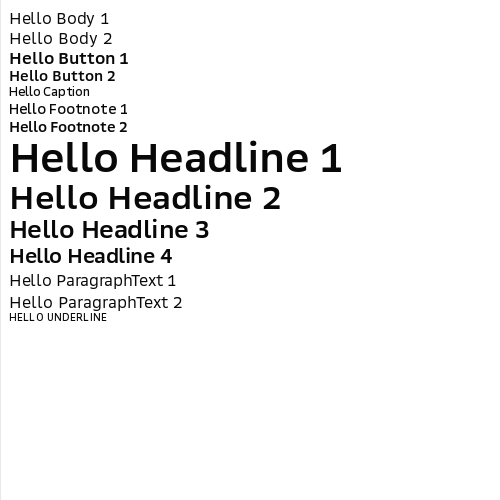 Hello Body 1
Hello Body 2
Hello Button 1
Hello Button 2
Hello Caption
Hello Footnote 1
Hello Footnote 2
Hello Headline 1
Hello Headline 2
Hello Headline 3
Hello Headline 4
Hello ParagraphText 1
Hello ParagraphText 2
HELLO UNDERLINE